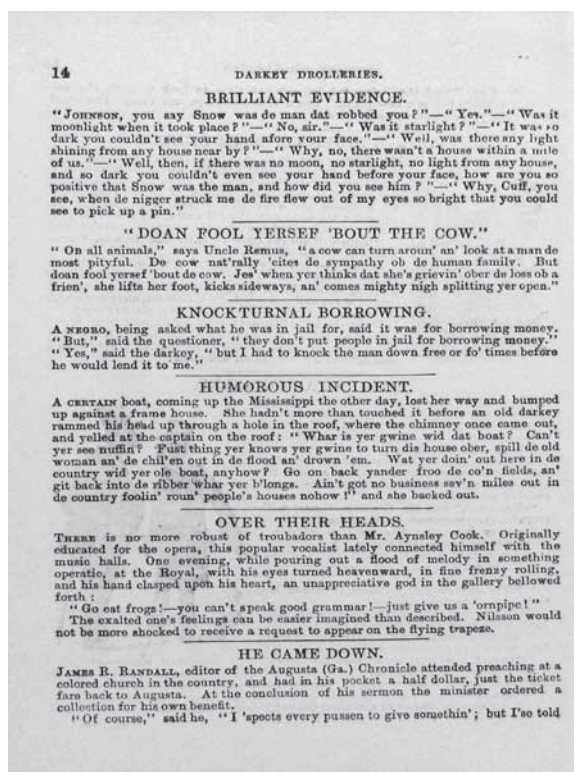 14
DARKEY DROLLERIES.
BRILLIANT EVIDENCE.
"JOHNSON, you say Snow was de man dat robbed you?"—"Yes."—"Was it
moonlight when it took place?"—"No, sir."—"Was it starlight?"—"It was so
dark you couldn't see your hand afore your face."—"Well, was there any light
shining from any house near by?"—"Why, no, there wasn't a house within a mile
of us."—"Well, then, if there was no moon, no starlight, no light from any house,
and so dark you couldn't even see your hand before your face, how are you so
positive that Snow was the man, and how did you see him?"—"Why, Cuff, you
see, when de nigger struck me de fire flew out of my eyes so bright that you could
see to pick up a pin."
"DOAN FOOL YERSEF 'BOUT THE COW."
"OB all animals," says Uncle Remus, "a cow can turn aroun' an' look at a man de
most pityful. De cow nat'rally 'cites de sympathy ob de human family. But
doan fool yersef 'bout de cow. Jes' when yer thinks dat she's grievin' ober de loss ob a
frien', she lifts her foot, kicks sideways, an' comes mighty nigh splitting yer open."
KNOCKTURNAL BORROWING.
A NEGRO, being asked what he was in jail for, said it was for borrowing money.
"But," said the questioner, "they don't put people in jail for borrowing money."
"Yes," said the darkey, "but I had to knock the man down free or fo' times before
he would lend it to me."
HUMOROUS INCIDENT.
A CERTAIN boat, coming up the Mississippi the other day, lost her way and bumped
up against a frame house. She hadn't more than touched it before an old darkey
rammed his head up through a hole in the roof, where the chimney once came out,
and yelled at the captain on the roof: "Whar is yer gwine wid dat boat? Can't
yer see nuffin? Fust thing yer knows yer gwine to turn dis house ober, spill de old
woman an' de chil'en out in de flood an' drown 'em. Wat yer doin' out here in de
country wid yer ole boat, anyhow? Go on back yander froo de co'n fields, an'
git back into de ribber whar yer b'longs. Ain't got no business sev'n miles out in
de country foolin' roun' people's houses nohow!" and she backed out.
OVER THEIR HEADS.
THERE is no more robust of troubadors than Mr. Aynsley Cook. Originally
educated for the opera, this popular vocalist lately connected himself with the
music halls. One evening, while pouring out a flood of melody in something
operatic, at the Royal, with his eyes turned heavenward, in fine frenzy rolling,
and his hand clasped upon his heart, an unappreciative god in the gallery bellowed
forth:
"Go eat frogs!—you can't speak good grammar!—just give us a 'ornpipe!"
The exalted one's feelings can be easier imagined than described. Nilsson would
not be more shocked to receive a request to appear on the flying trapeze.
HE CAME DOWN.
JAMES R. RANDALL, editor of the Augusta (Ga.) Chronicle attended preaching at a
colored church in the country, and had in his pocket a half dollar, just the ticket
fare back to Augusta. At the conclusion of his sermon the minister ordered a
collection for his own benefit.
"Of course," said he, "I 'spects every pussen to give somethin'; but I'se told